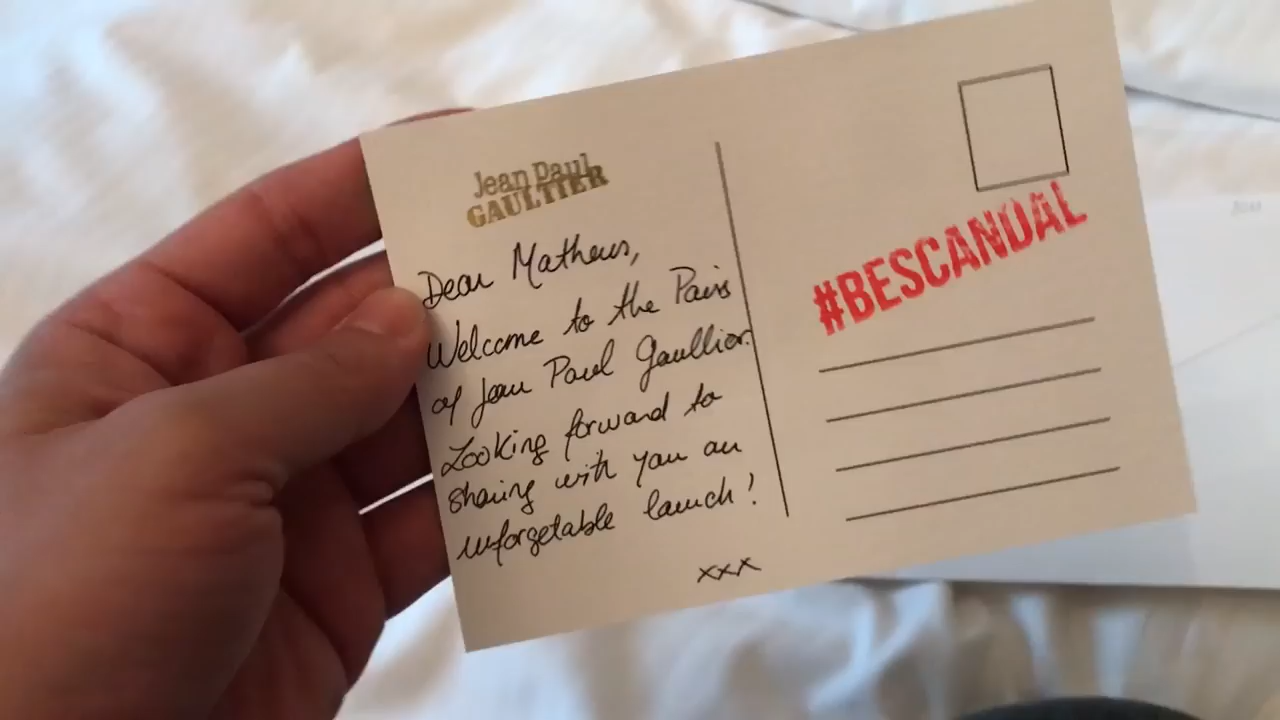 Jean Paul
GAULTIER
Dear Mathews,
Welcome to the Paris
of Jean Paul Gaultier.
Looking forward to
sharing with you an
unforgetable launch!
xxx
#BESCANDAL